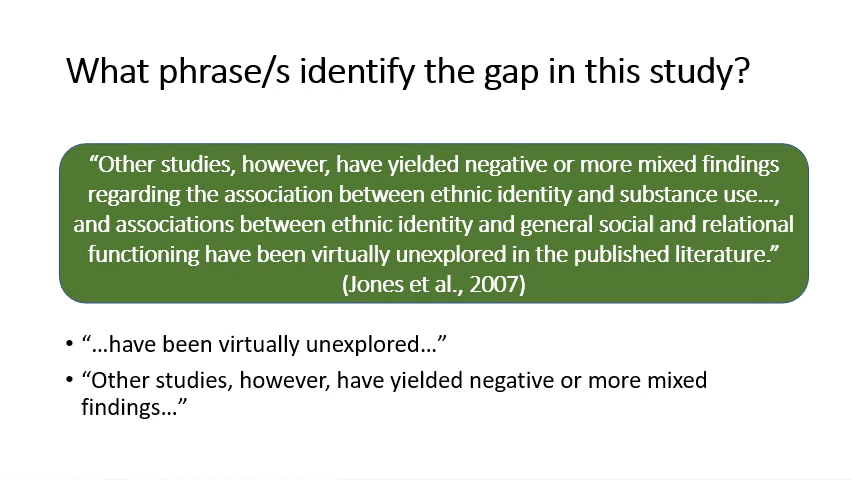 What phrase/s identify the gap in this study?
“Other studies, however, have yielded negative or more mixed findings
regarding the association between ethnic identity and substance use…,
and associations between ethnic identity and general social and relational
functioning have been virtually unexplored in the published literature.”
(Jones et al., 2007)
• “…have been virtually unexplored…”
• “Other studies, however, have yielded negative or more mixed
findings…”